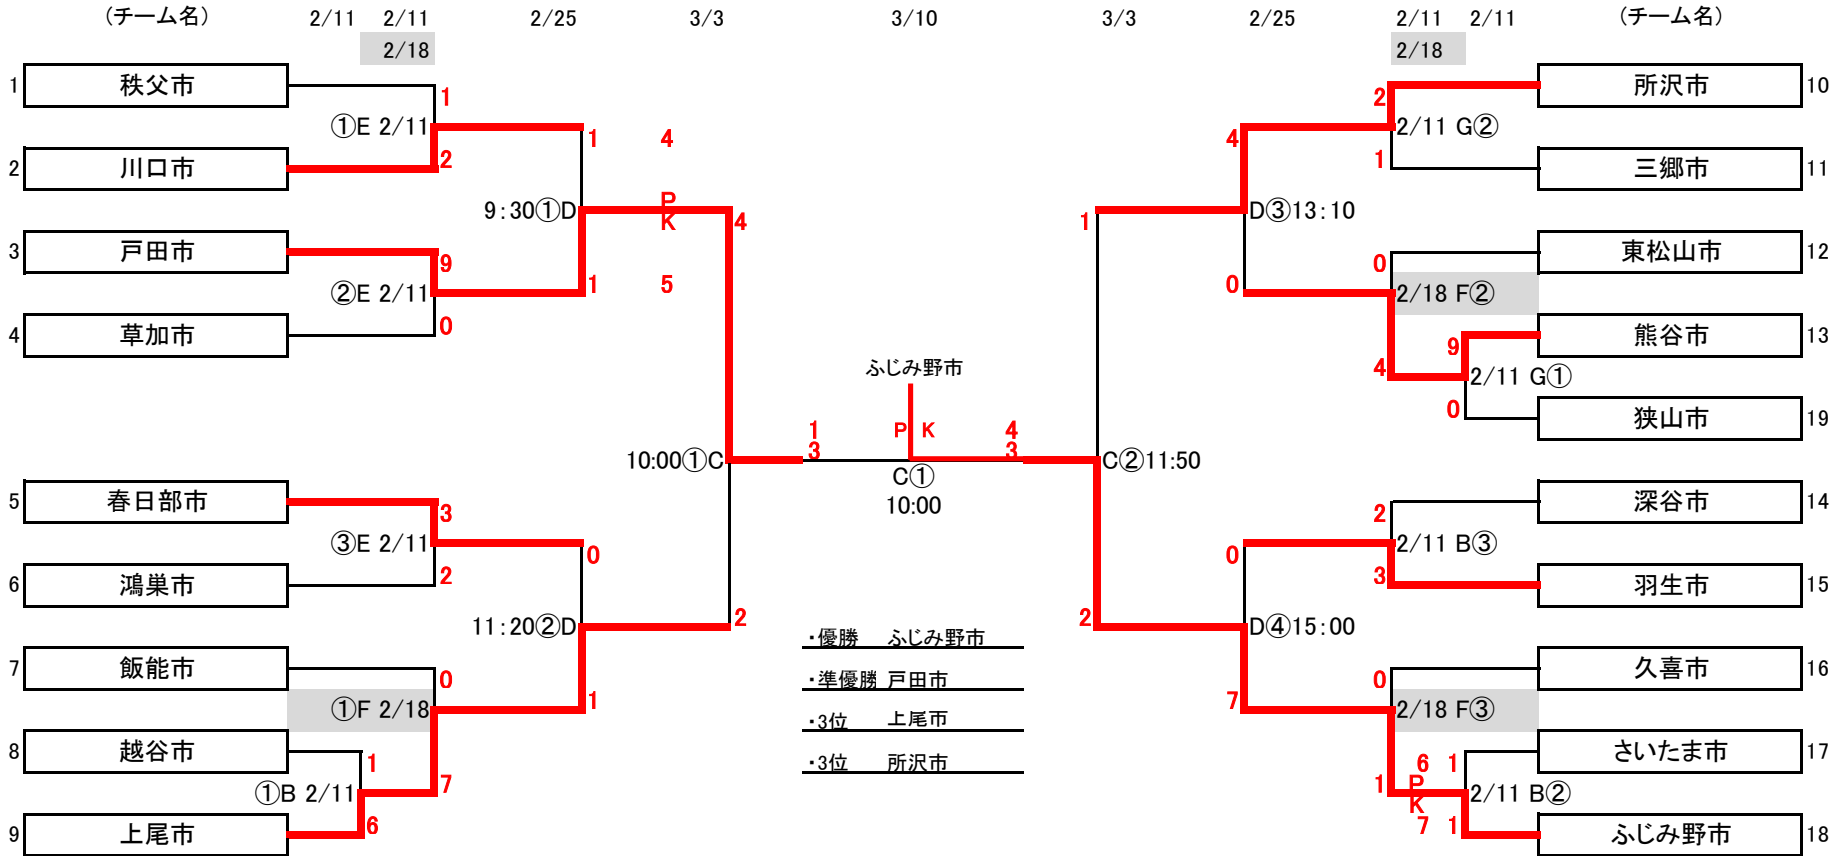 (チーム名) 2/11 2/11 2/25 3/3 3/10 3/3 2/25 2/11 2/11 (チーム名)
2/18 2/18
1 秩父市 1 2 所沢市 10
①E 2/11 1 4 4 2/11 G②
2 川口市 2 1 三郷市 11
9:30①D PK 4 1 D③13:10
3 戸田市 9 0 東松山市 12
②E 2/11 1 5 0 2/18 F②
4 草加市 0 9 熊谷市 13
ふじみ野市 4 2/11 G①
0 狭山市 19
1 P K 4
10:00①C 3 3 C②11:50
C①
10:00
5 春日部市 3 2 深谷市 14
③E 2/11 0 0 2/11 B③
6 鴻巣市 2 3 羽生市 15
11:20②D 2 2 D④15:00
・優勝 ふじみ野市
7 飯能市 0 0 久喜市 16
・準優勝 戸田市
①F 2/18 1 7 2/18 F③
・3位 上尾市
8 越谷市 1 6 1 さいたま市 17
・3位 所沢市
①B 2/11 7 1 PK 2/11 B②
9 上尾市 6 7 1 ふじみ野市 18